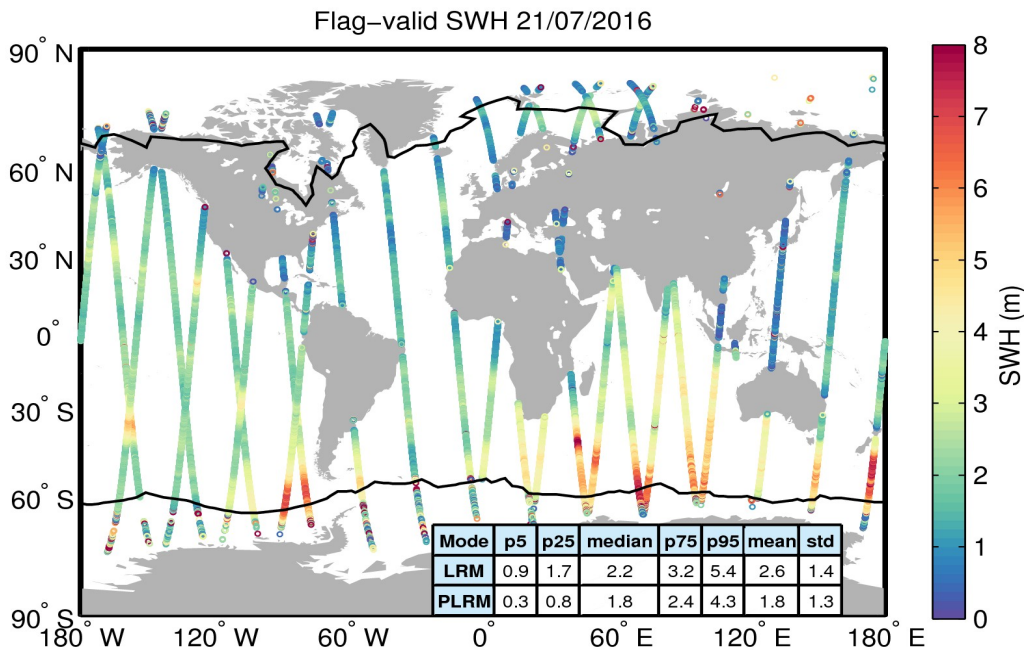 Flag−valid SWH 21/07/2016
90° N
60° N
30° N
0°
30° S
60° S
90° S
180° W
120° W
60° W
0°
60° E
120° E
180° E
Mode p5 p25 median p75 p95 mean std
LRM 0.9 1.7 2.2 3.2 5.4 2.6 1.4
PLRM 0.3 0.8 1.8 2.4 4.3 1.8 1.3
8
7
6
5
4
3
2
1
0
SWH (m)